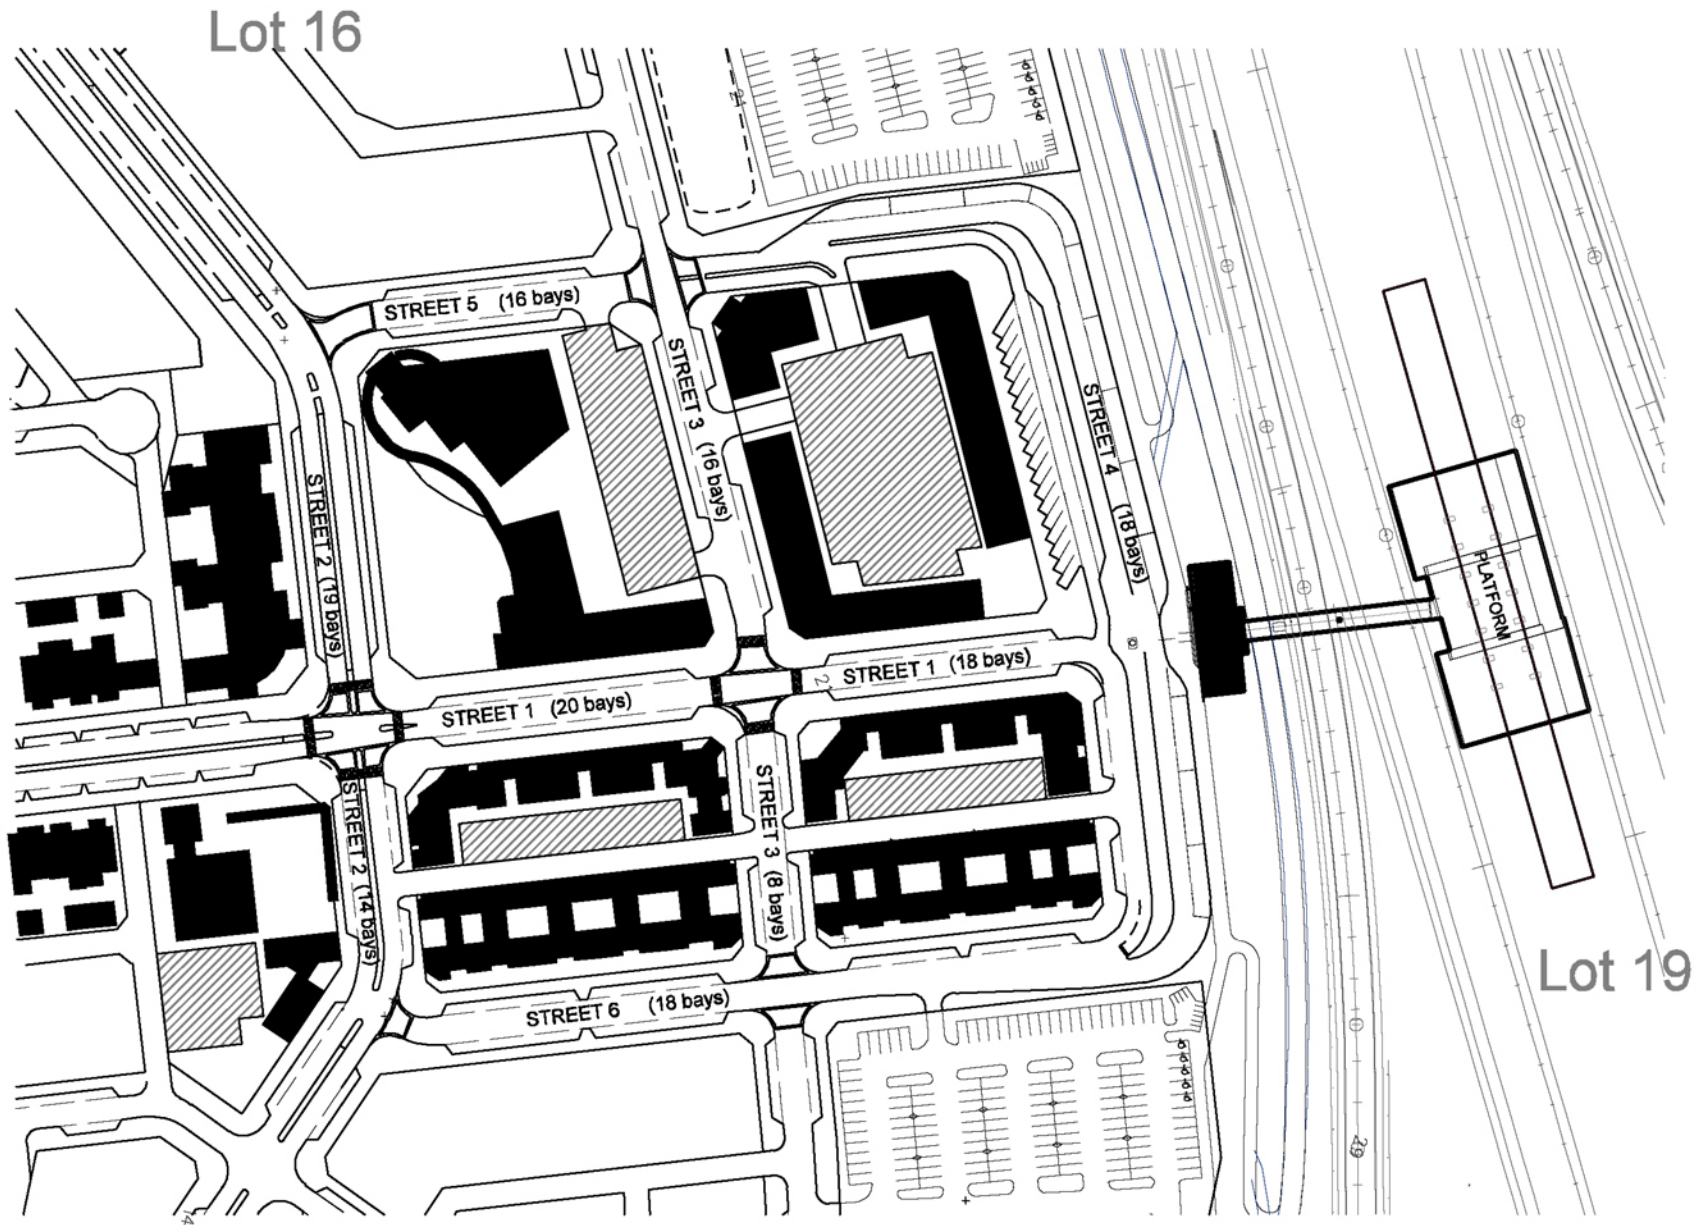 Lot 16
STREET 5 (16 bays)
STREET 3 (16 bays)
STREET 4 (18 bays)
STREET 2 (19 bays)
PLATFORM
STREET 1 (18 bays)
2
STREET 1 (20 bays)
STREET 2 (14 bays)
STREET 3 (8 bays)
Lot 19
STREET 6 (18 bays)